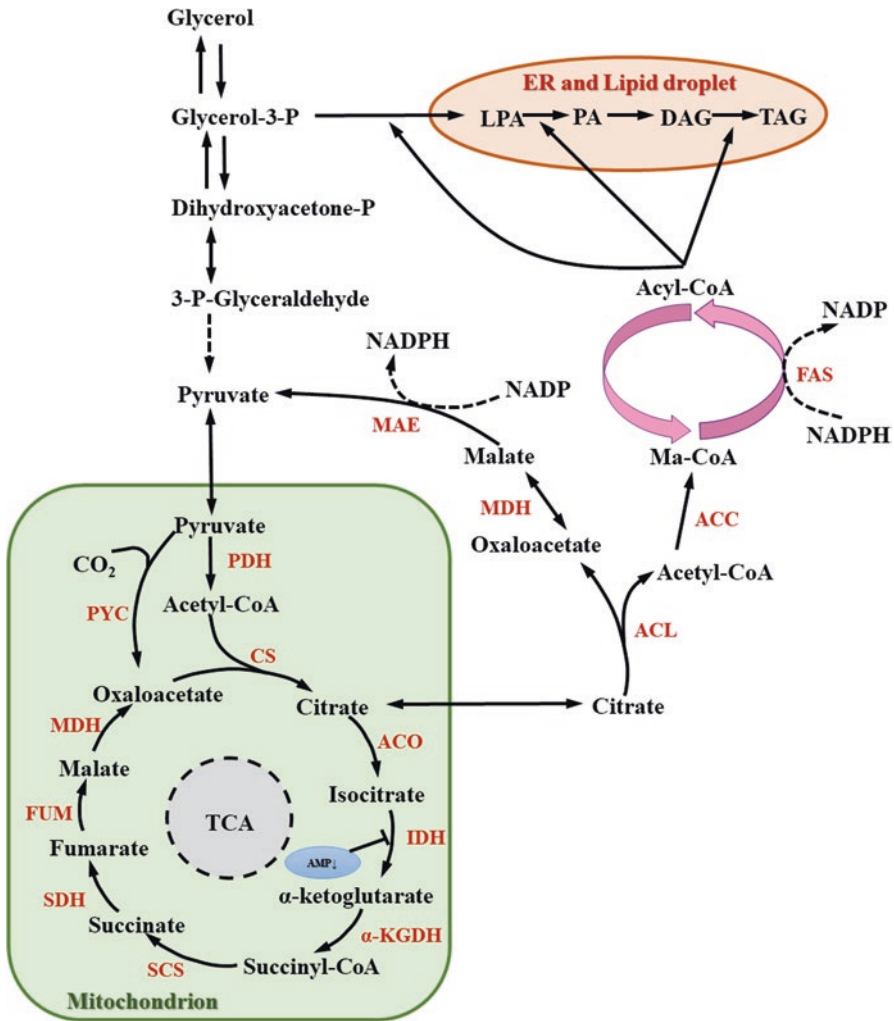 Glycerol
Glycerol-3-P
Dihydroxyacetone-P
3-P-Glyceraldehyde
Pyruvate
ER and Lipid droplet
LPA
PA
DAG
TAG
Acyl-CoA
NADP
FAS
NADPH
Ma-CoA
NADPH
NADP
MAE
Malate
MDH
Oxaloacetate
ACC
Acetyl-CoA
ACL
Citrate
Pyruvate
CO2
PDH
PYC
Acetyl-CoA
CS
Oxaloacetate
Citrate
MDH
ACO
Malate
Isocitrate
TCA
FUM
IDH
Fumarate
AMP↓
α-ketoglutarate
SDH
Succinate
α-KGDH
SCS
Succinyl-CoA
Mitochondrion